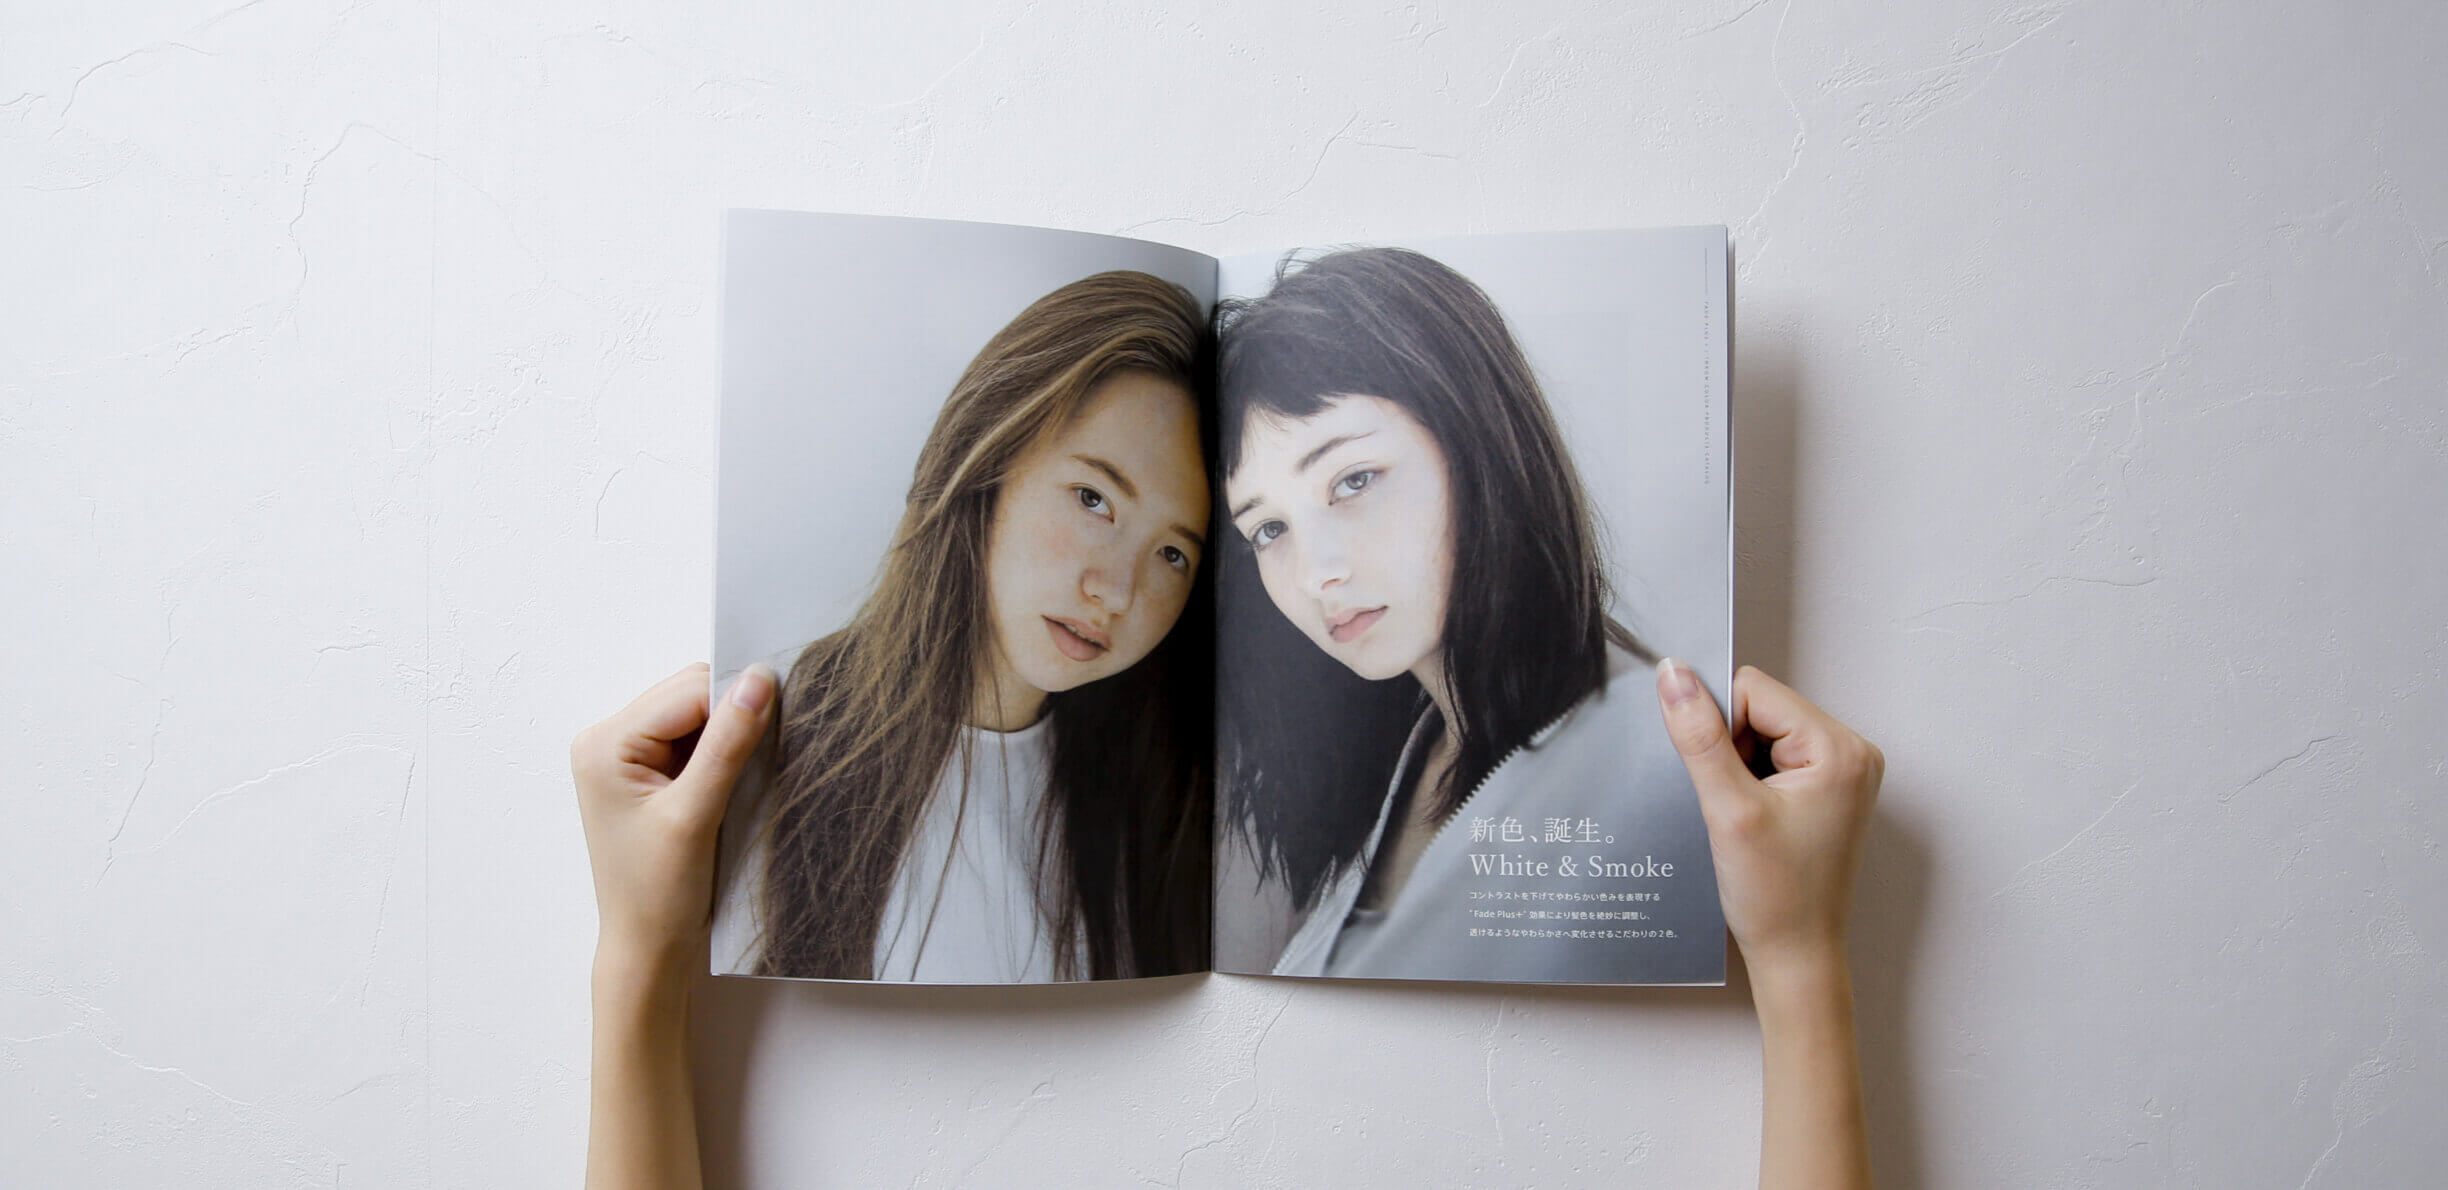 新色、誕生。
White & Smoke
コントラストを下げてやわらかい色みを表現する
"Fade Plus+" 効果により髪色を絶妙に調整し、
透けるようなやわらかさへ変化させるこだわりの2色。